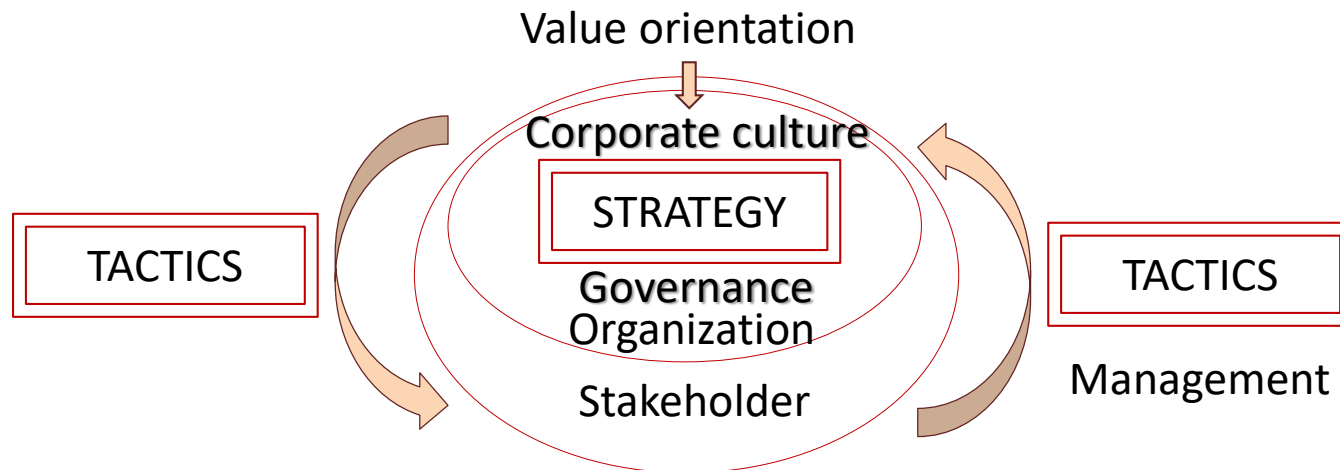 Value orientation
Corporate culture
STRATEGY
TACTICS
TACTICS
Governance
Organization
Management
Stakeholder